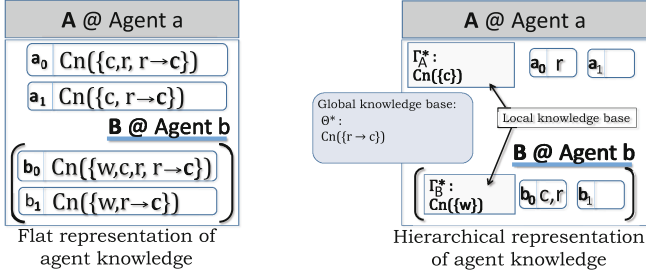 A @ Agent a
a₀ Cn({c,r, r→c})
a₁ Cn({c, r→c})
B @ Agent b
b₀ Cn({w,c,r, r→c})
b₁ Cn({w,r→c})
Flat representation of
agent knowledge
A @ Agent a
Γ*A :
Cn({c})
a₀ r
a₁
Global knowledge base:
Θ* :
Cn({r → c})
Local knowledge base
B @ Agent b
Γ*B :
Cn({w})
b₀ c,r
b₁
Hierarchical representation
of agent knowledge